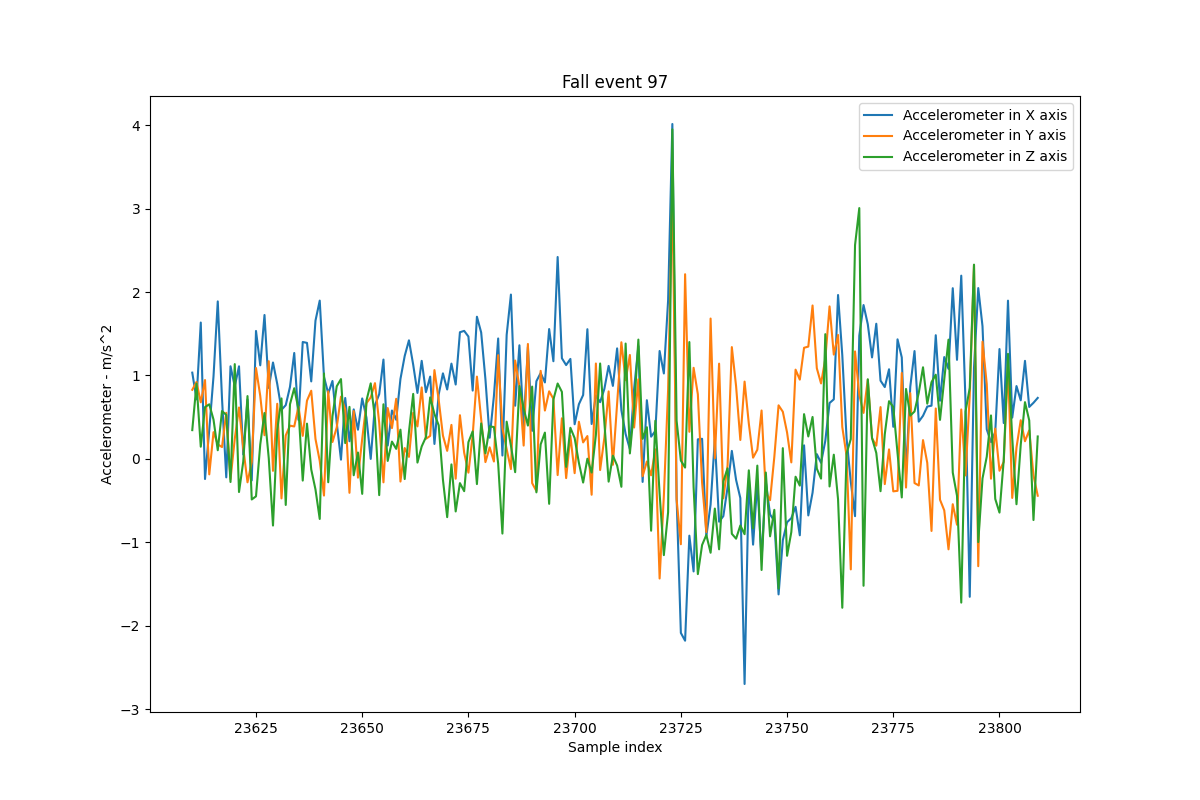 Fall event 97
Accelerometer in X axis
Accelerometer in Y axis
Accelerometer in Z axis
Accelerometer - m/s^2
4
3
2
1
0
−1
−2
−3
23625 23650 23675 23700 23725 23750 23775 23800
Sample index